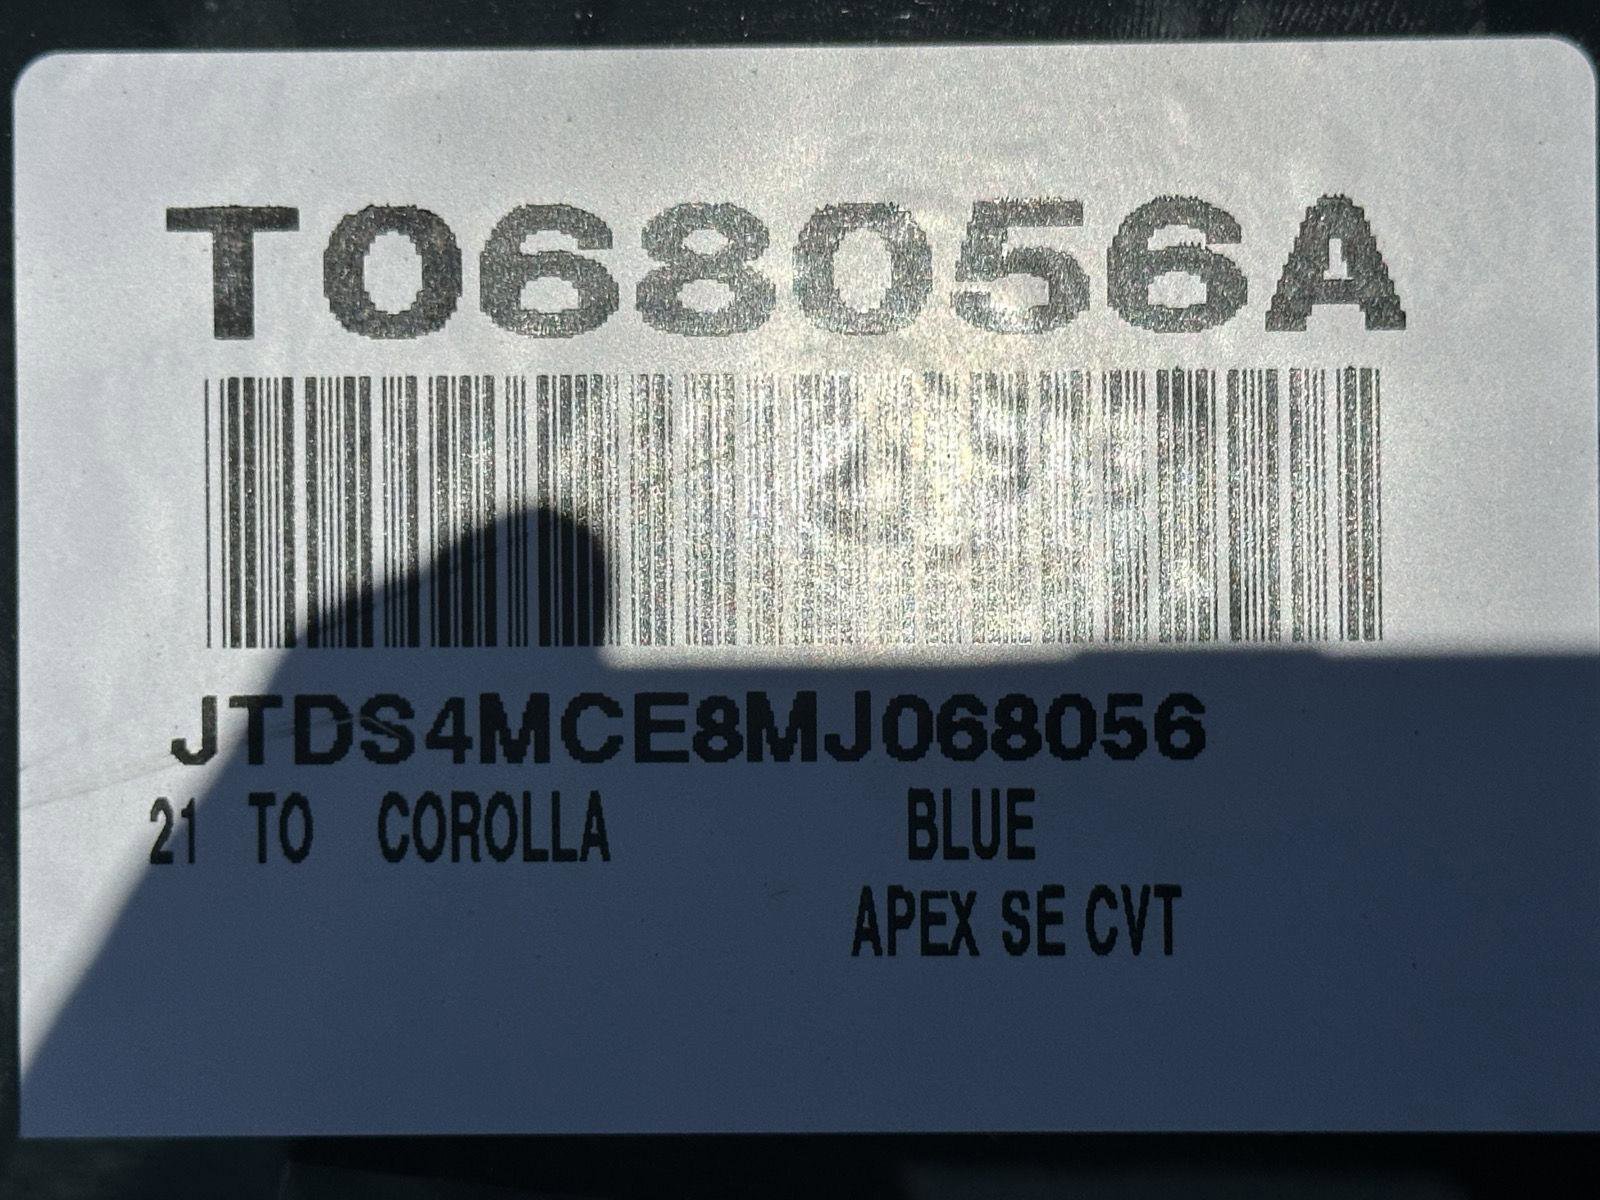 T068056A
JTDS4MCE8MJ068056
21 TO COROLLA BLUE
APEX SE CVT